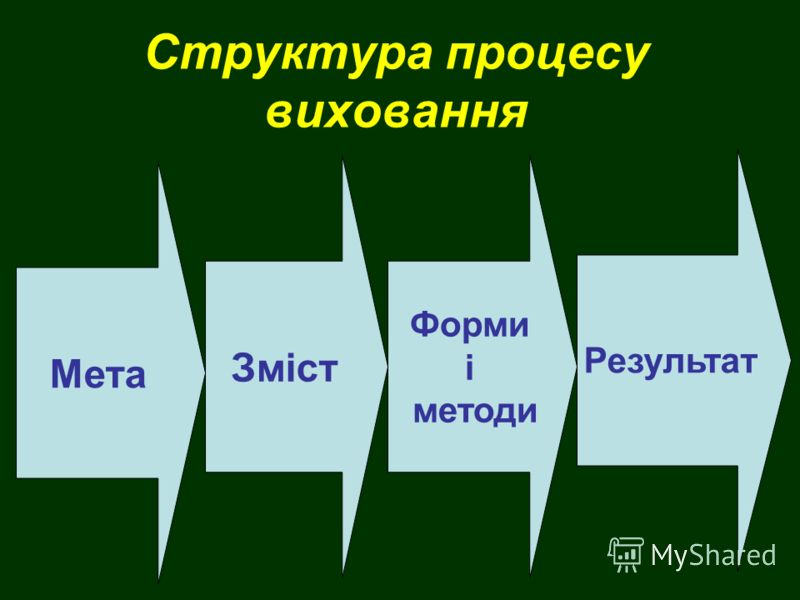 Структура процесу
виховання
Мета
Зміст
Форми
і
методи
Результат
MyShared